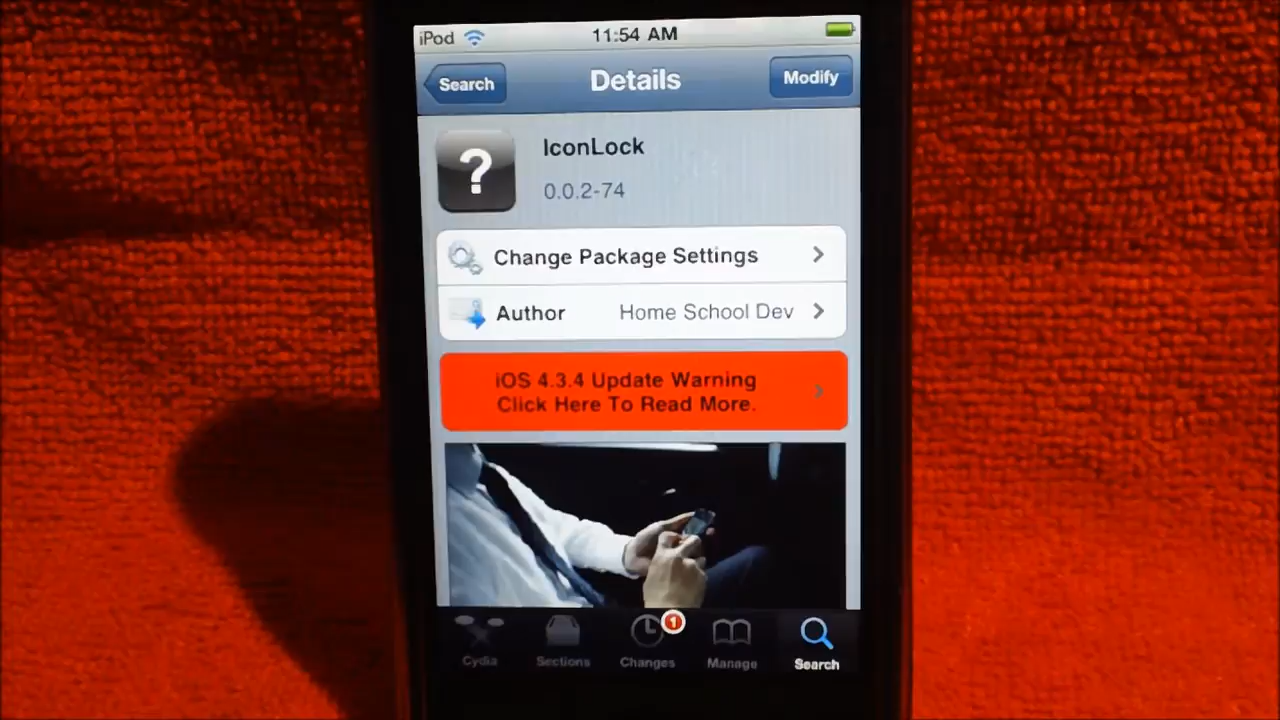 iPod
11:54 AM
Search
Details
Modify
?
IconLock
0.0.2-74
Change Package Settings
Author
Home School Dev
iOS 4.3.4 Update Warning
Click Here To Read More.
1
Cydia
Sections
Changes
Manage
Search